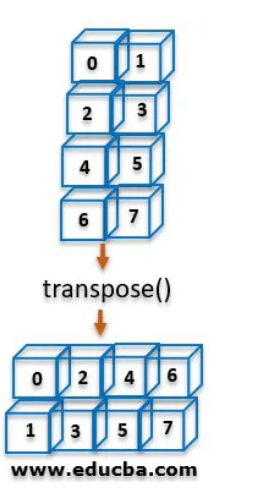 0 1
2 3
4 5
6 7
transpose()
0 2 4 6
1 3 5 7
www.educba.com